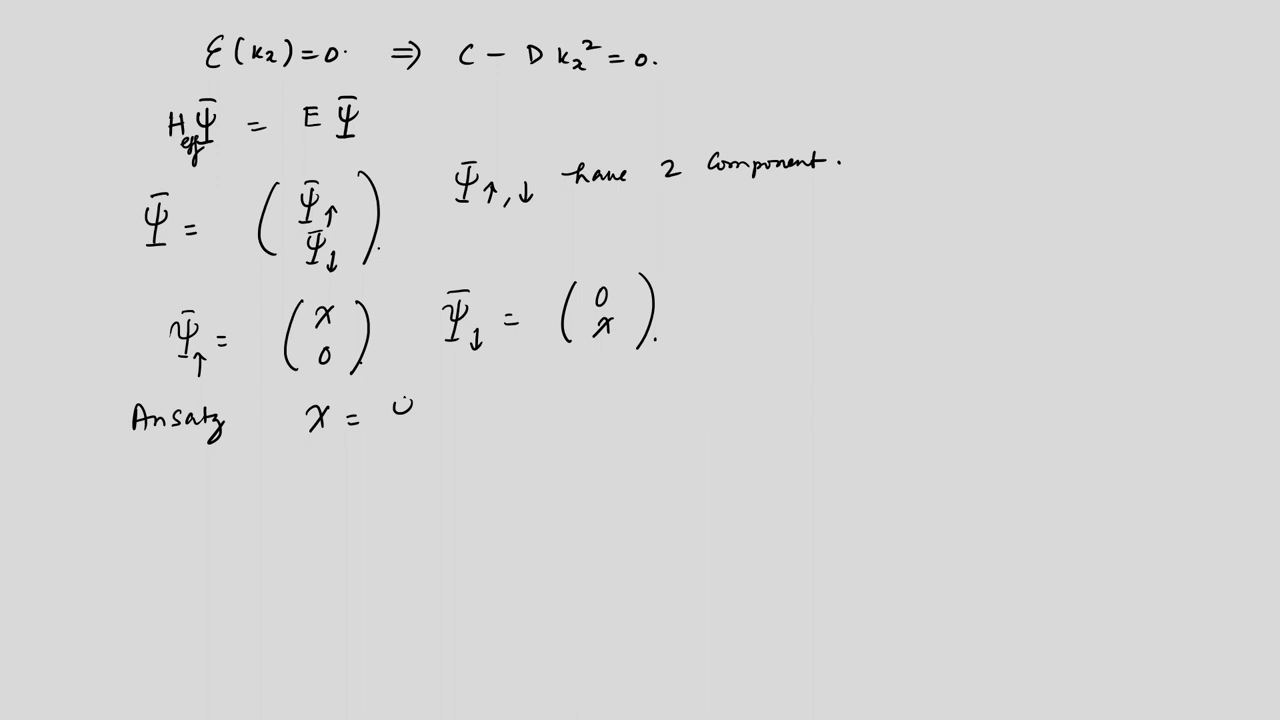 ℰ(k₂) = 0. ⇒ C - D k₂² = 0.
H_eff Ψ = E Ψ
Ψ = ( Ψ↑ Ψ↓ ). Ψ↑,↓ have 2 component.
Ψ↑ = ( χ 0 ) Ψ↓ = ( 0 χ ).
Ansatz χ =